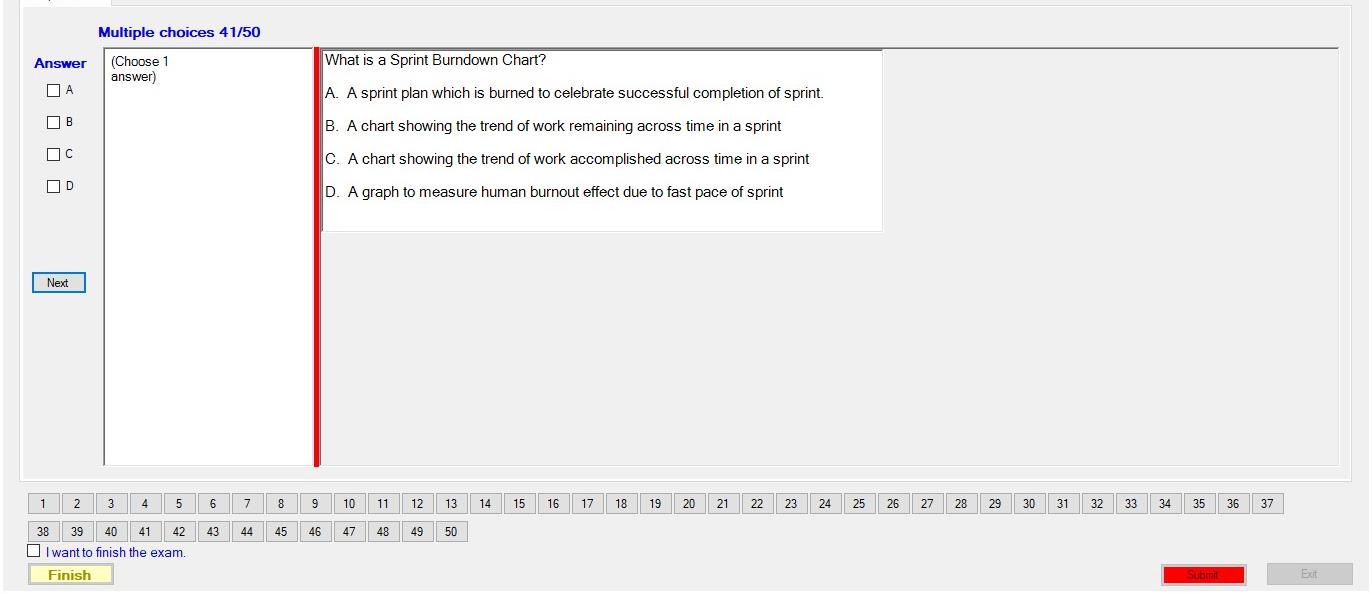 Multiple choices 41/50
Answer
(Choose 1
answer)
A
B
C
D
Next
What is a Sprint Burndown Chart?
A. A sprint plan which is burned to celebrate successful completion of sprint.
B. A chart showing the trend of work remaining across time in a sprint
C. A chart showing the trend of work accomplished across time in a sprint
D. A graph to measure human burnout effect due to fast pace of sprint
1 2 3 4 5 6 7 8 9 10 11 12 13 14 15 16 17 18 19 20 21 22 23 24 25 26 27 28 29 30 31 32 33 34 35 36 37
38 39 40 41 42 43 44 45 46 47 48 49 50
I want to finish the exam.
Finish
Submit
Exit